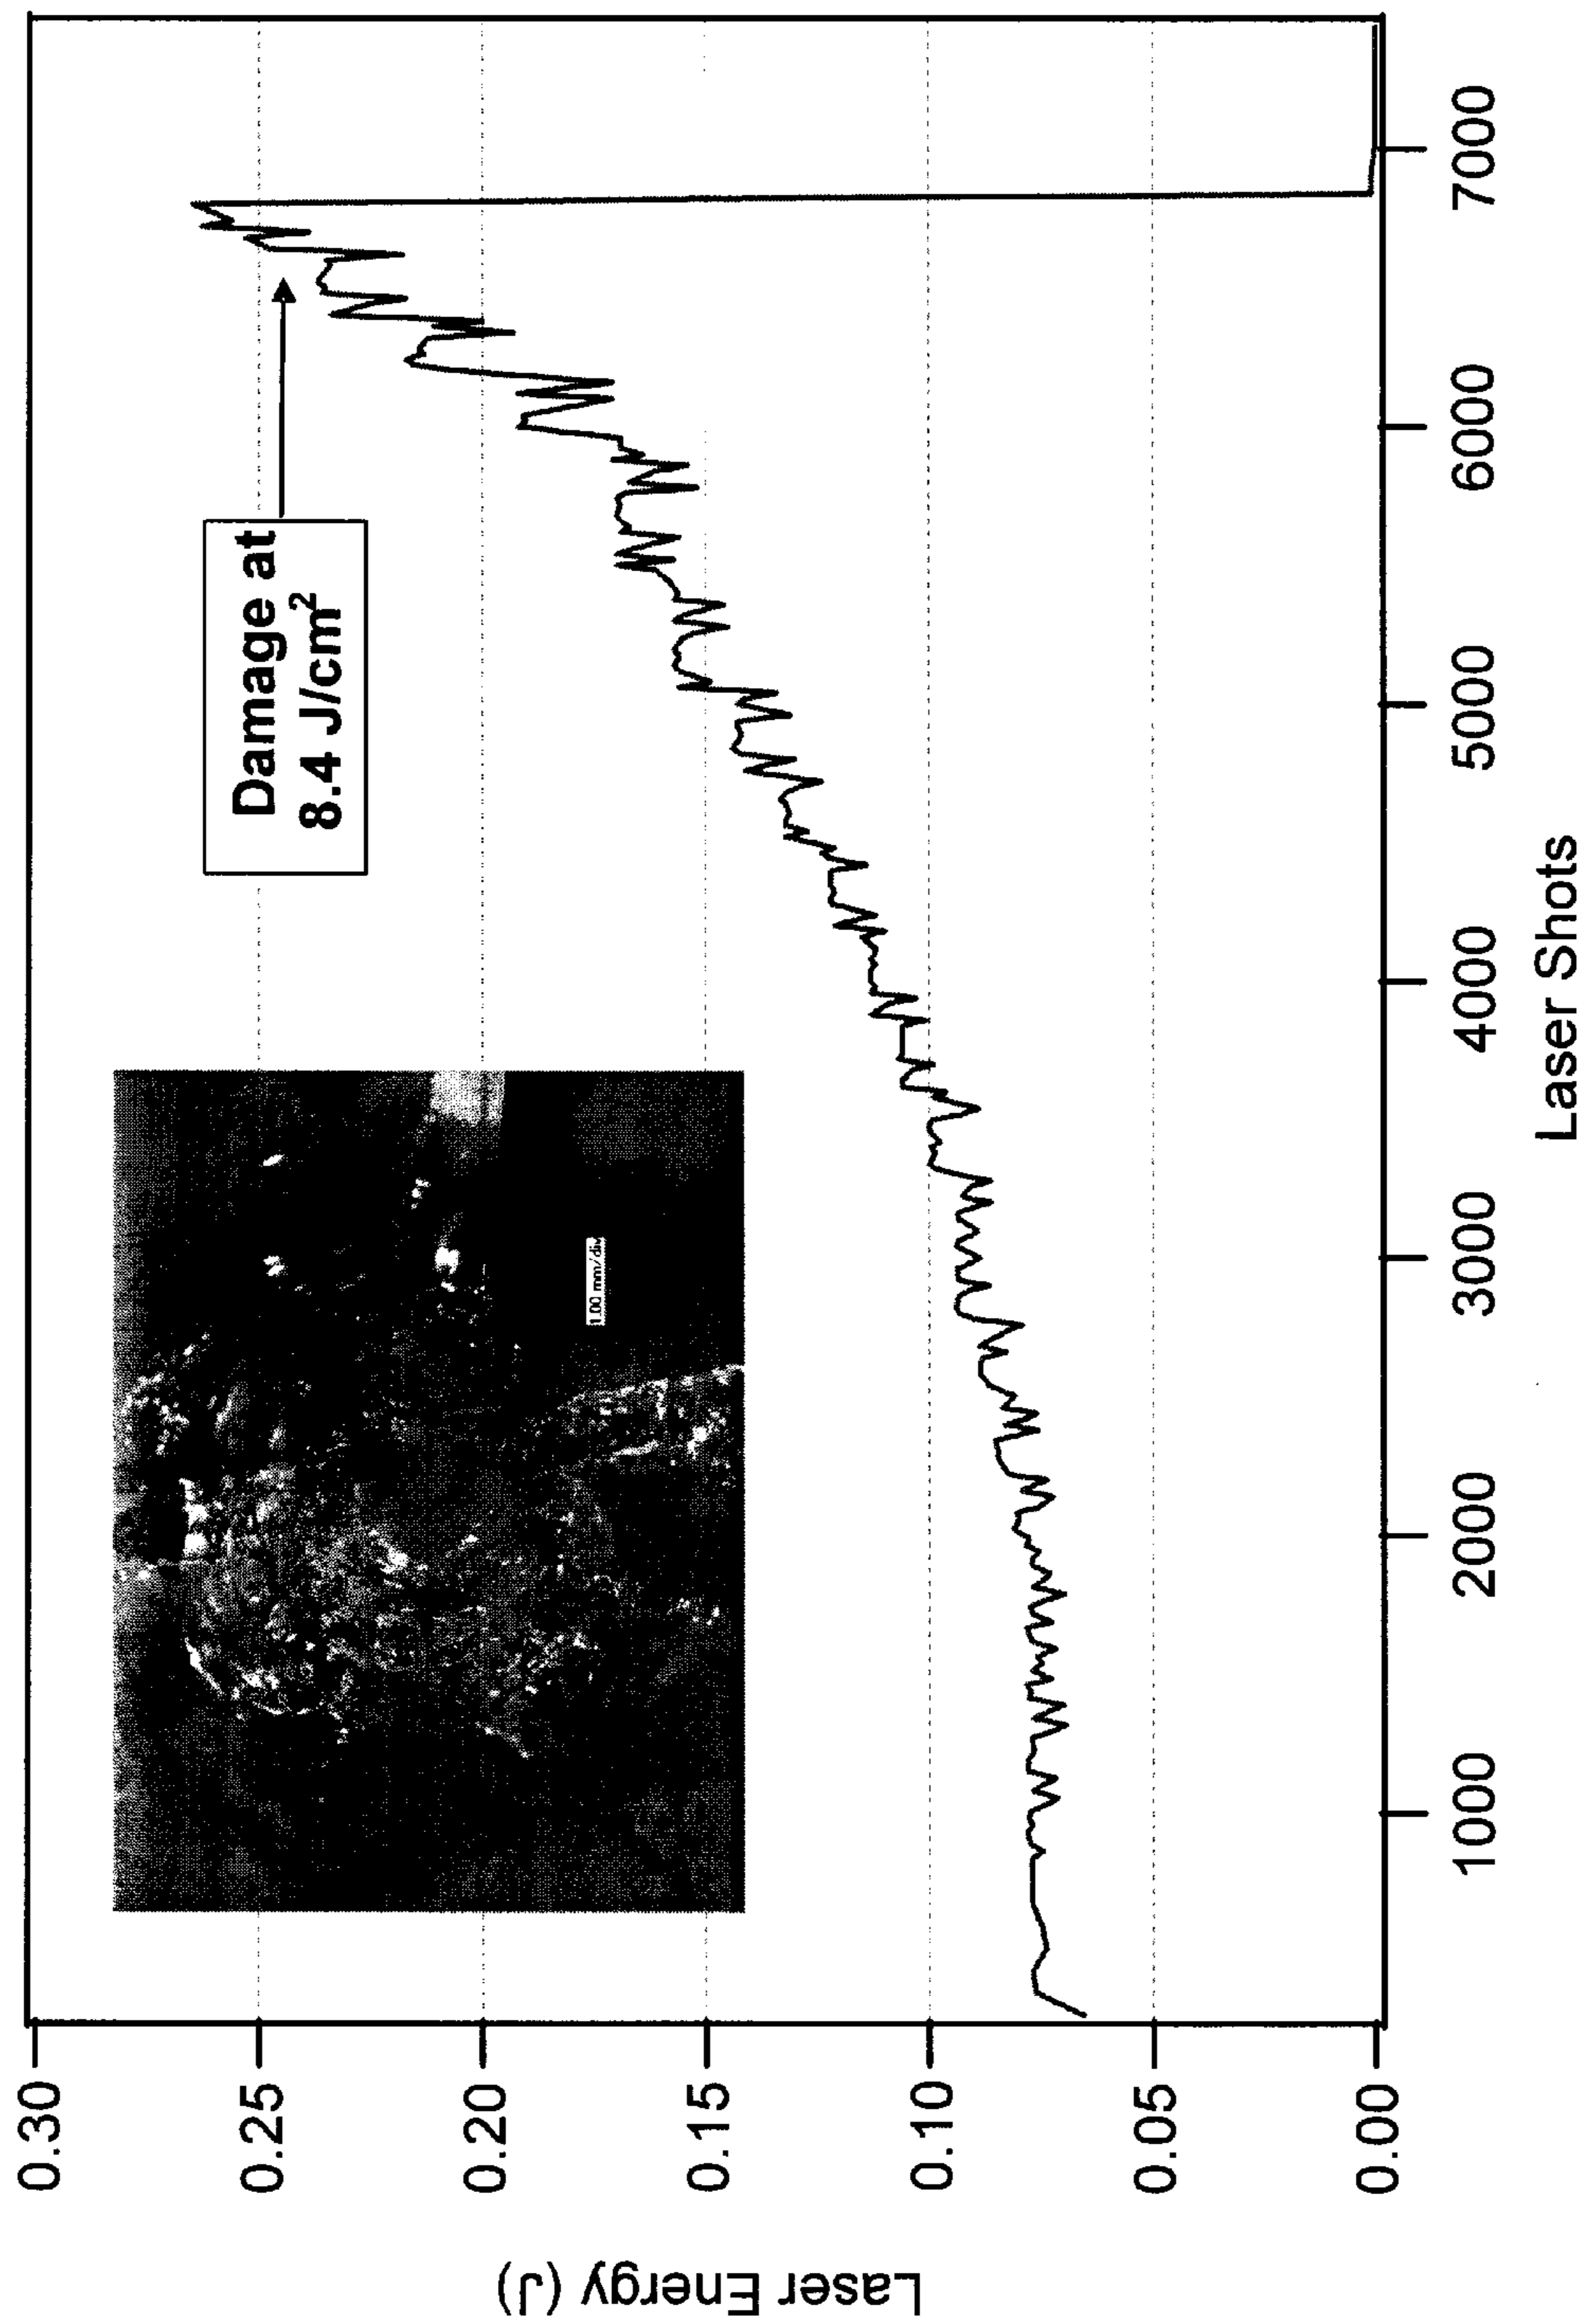 0.30
0.25
0.20
0.15
0.10
0.05
0.00
Laser Energy (J)
Damage at
8.4 J/cm²
1.00 mm/div
1000 2000 3000 4000 5000 6000 7000
Laser Shots